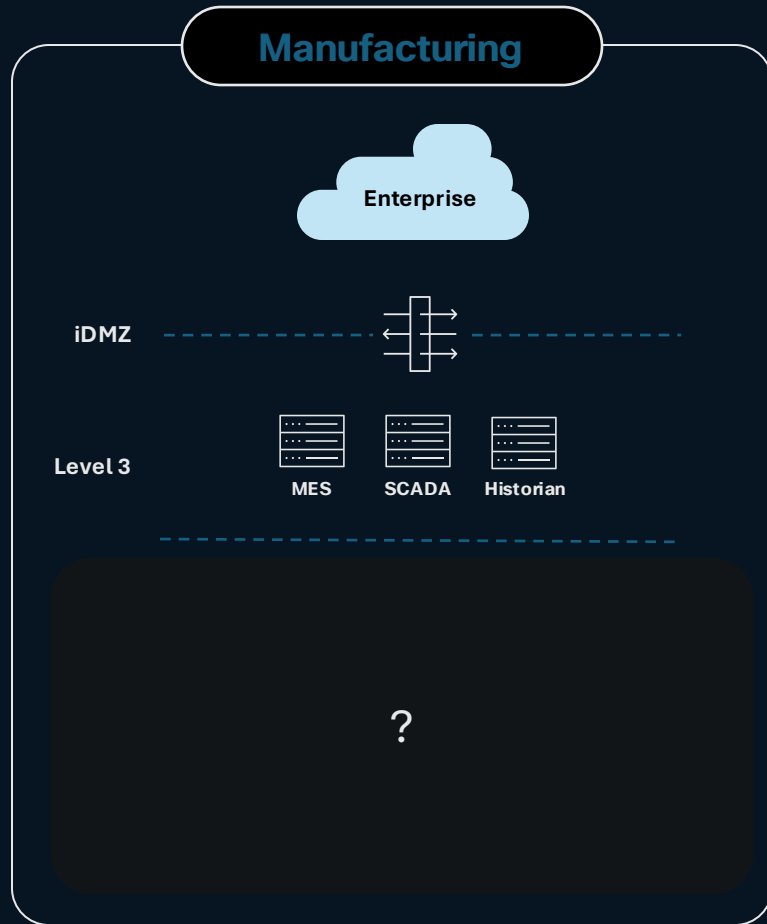 Manufacturing
Enterprise
iDMZ
Level 3
MES SCADA Historian
?